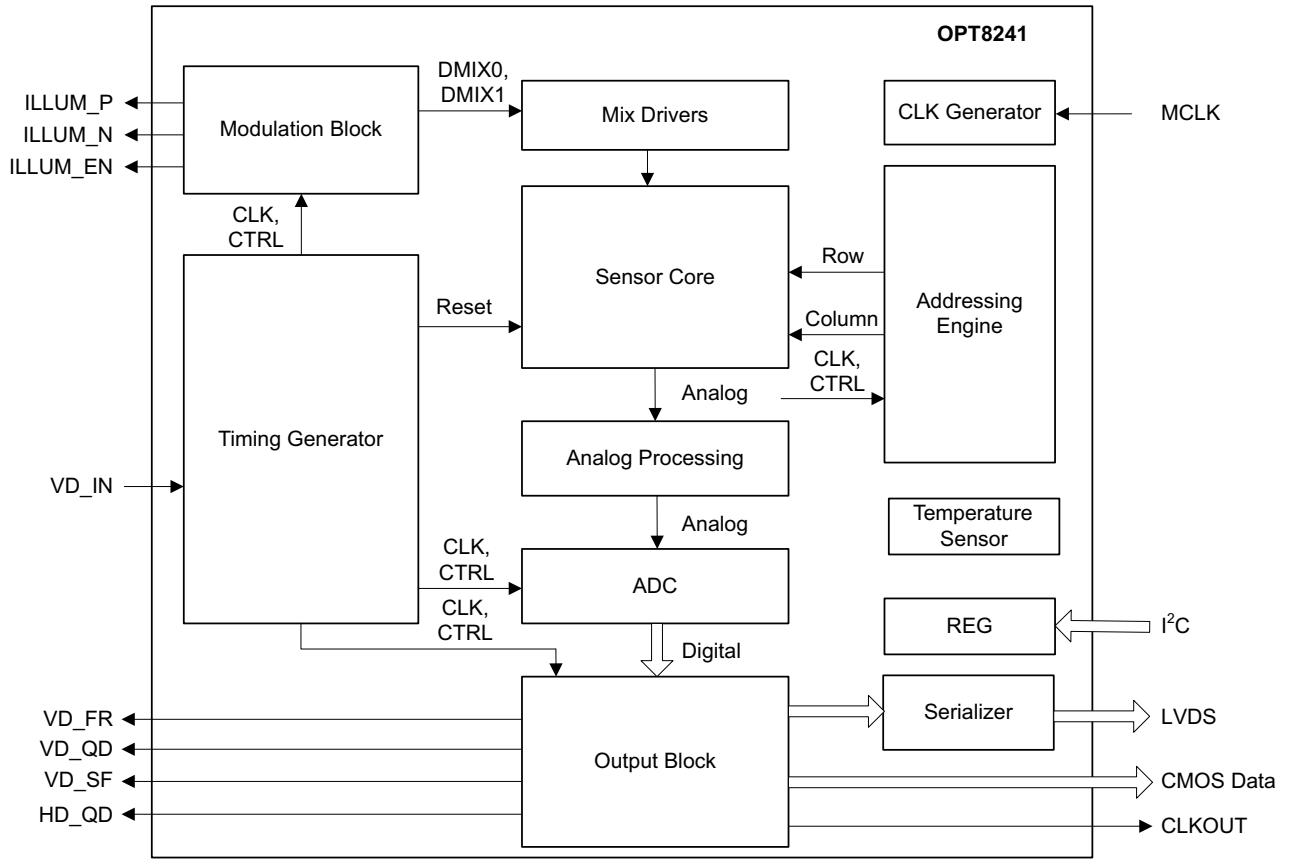 OPT8241
ILLUM_P
ILLUM_N
ILLUM_EN
Modulation Block
DMIX0,
DMIX1
Mix Drivers
CLK Generator
MCLK
CLK,
CTRL
Sensor Core
Row
Column
Addressing
Engine
Reset
CLK,
CTRL
Analog
Timing Generator
VD_IN
Analog Processing
Analog
Temperature
Sensor
CLK,
CTRL
ADC
CLK,
CTRL
REG
I²C
Digital
VD_FR
VD_QD
VD_SF
HD_QD
Output Block
Serializer
LVDS
CMOS Data
CLKOUT